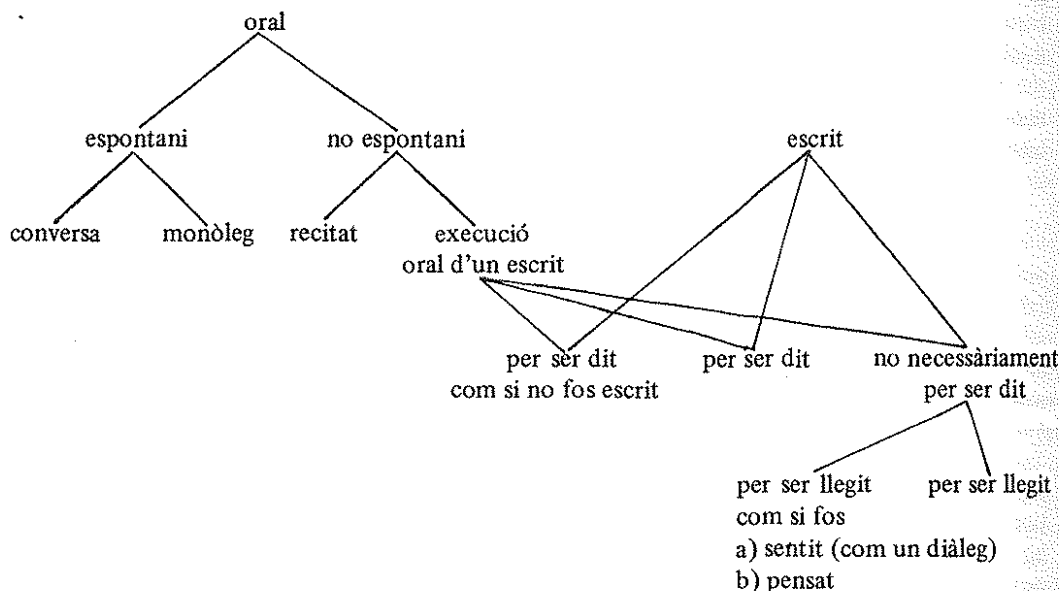 oral
espontani no espontani escrit
conversa monòleg recitat execució
oral d'un escrit
per ser dit per ser dit no necessàriament
com si no fos escrit per ser dit
per ser llegit per ser llegit
com si fos
a) sentit (com un diàleg)
b) pensat